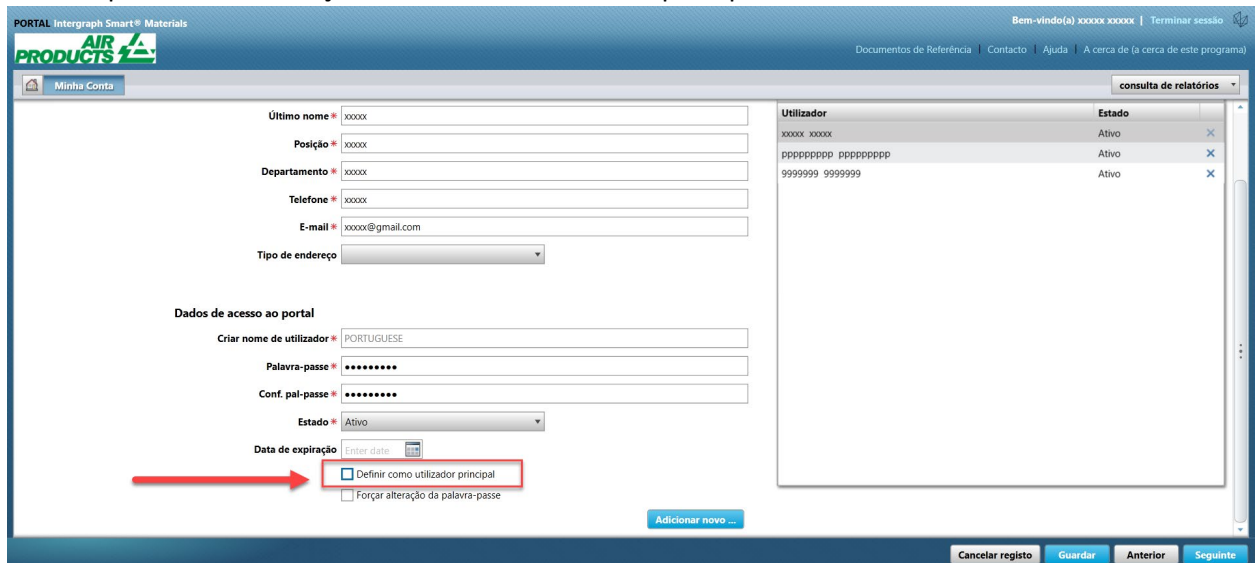 PORTAL Intergraph Smart® Materials
Bem-vindo(a) xxxxx xxxxx | Terminar sessão
AIR PRODUCTS
Documentos de Referência | Contacto | Ajuda | A cerca de (a cerca de este programa)
Minha Conta
consulta de relatórios
Último nome* xxxxx
Posição* xxxxx
Departamento* xxxxx
Telefone* xxxxx
E-mail* xxxxx@gmail.com
Tipo de endereço
Utilizador Estado
xxxxx xxxxx Ativo
ppppppppp ppppppppp Ativo
9999999 9999999 Ativo
Dados de acesso ao portal
Criar nome de utilizador* PORTUGUESE
Palavra-passe* •••••••••
Conf. pal-passe* •••••••••
Estado* Ativo
Data de expiração Enter date
Definir como utilizador principal
Forçar alteração da palavra-passe
Adicionar novo ...
Cancelar registo Guardar Anterior Seguinte